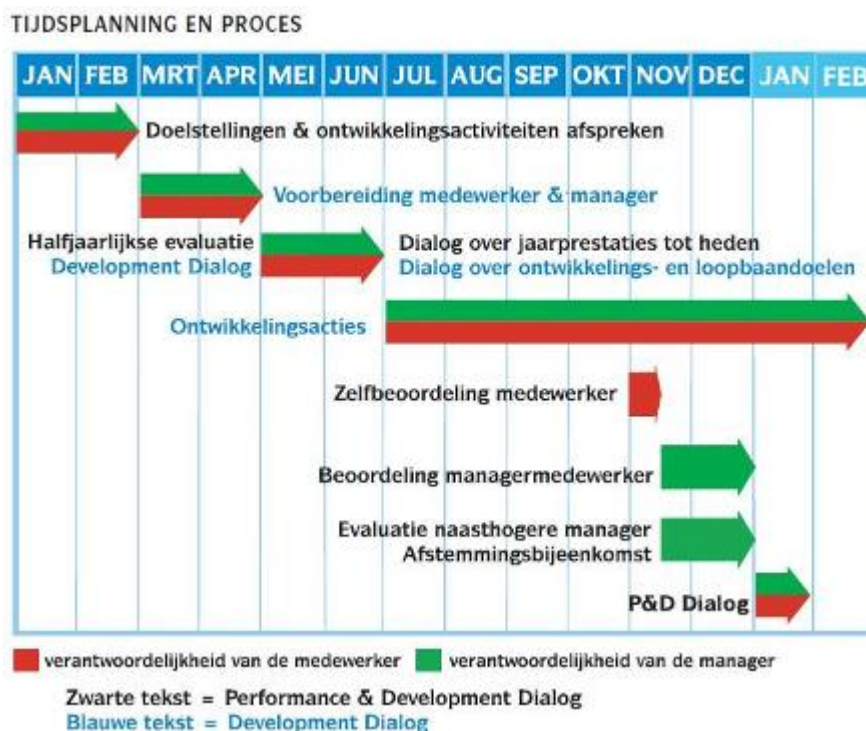 TIJDSPLANNING EN PROCES
JAN FEB MRT APR MEI JUN JUL AUG SEP OKT NOV DEC JAN FEB
Doelstellingen & ontwikkelingsactiviteiten afspreken
Voorbereiding medewerker & manager
Halfjaarlijkse evaluatie
Development Dialog
Dialog over jaarprestaties tot heden
Dialog over ontwikkelings- en loopbaandoelen
Ontwikkelingsacties
Zelfbeoordeling medewerker
Beoordeling managermedewerker
Evaluatie naasthogere manager
Afstemmingsbijeenkomst
P&D Dialog
verantwoordelijkheid van de medewerker
verantwoordelijkheid van de manager
Zwarte tekst = Performance & Development Dialog
Blauwe tekst = Development Dialog